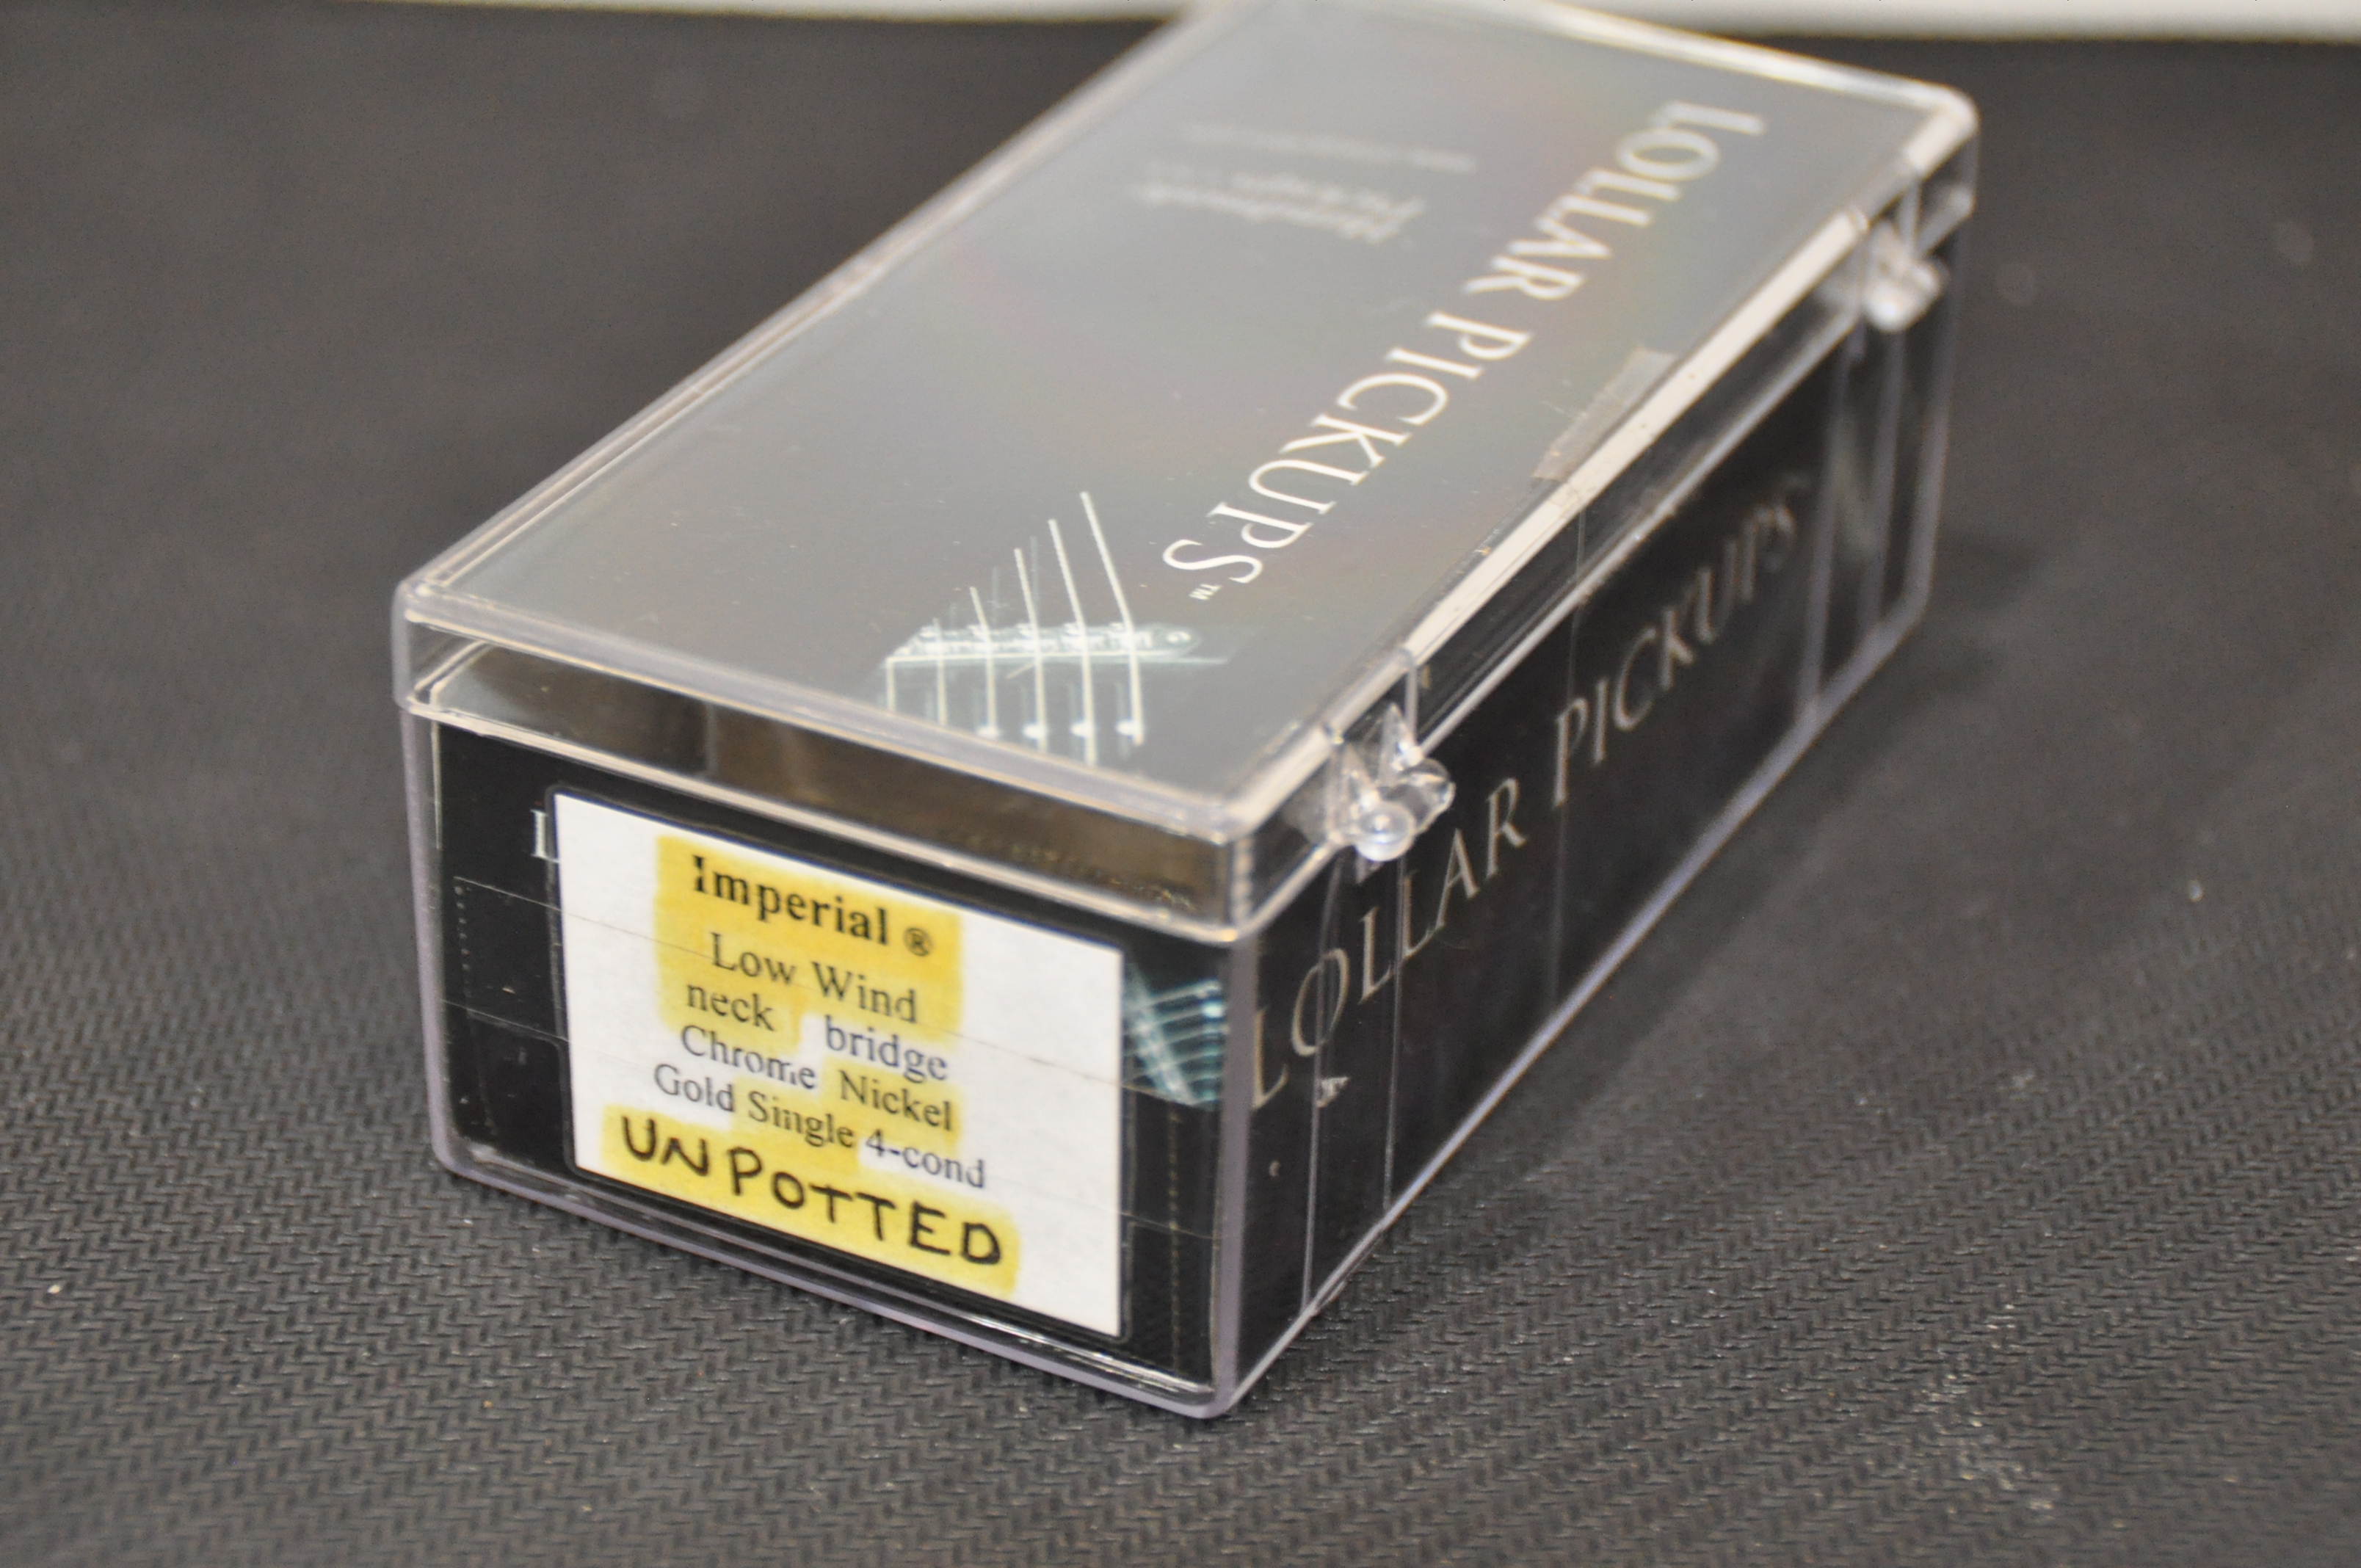 LOLLAR PICKUPS™
L
Imperial ®
Low Wind
neck bridge
Chrome Nickel
Gold Single 4-cond
UNPOTTED
LOLLAR PICKUPS